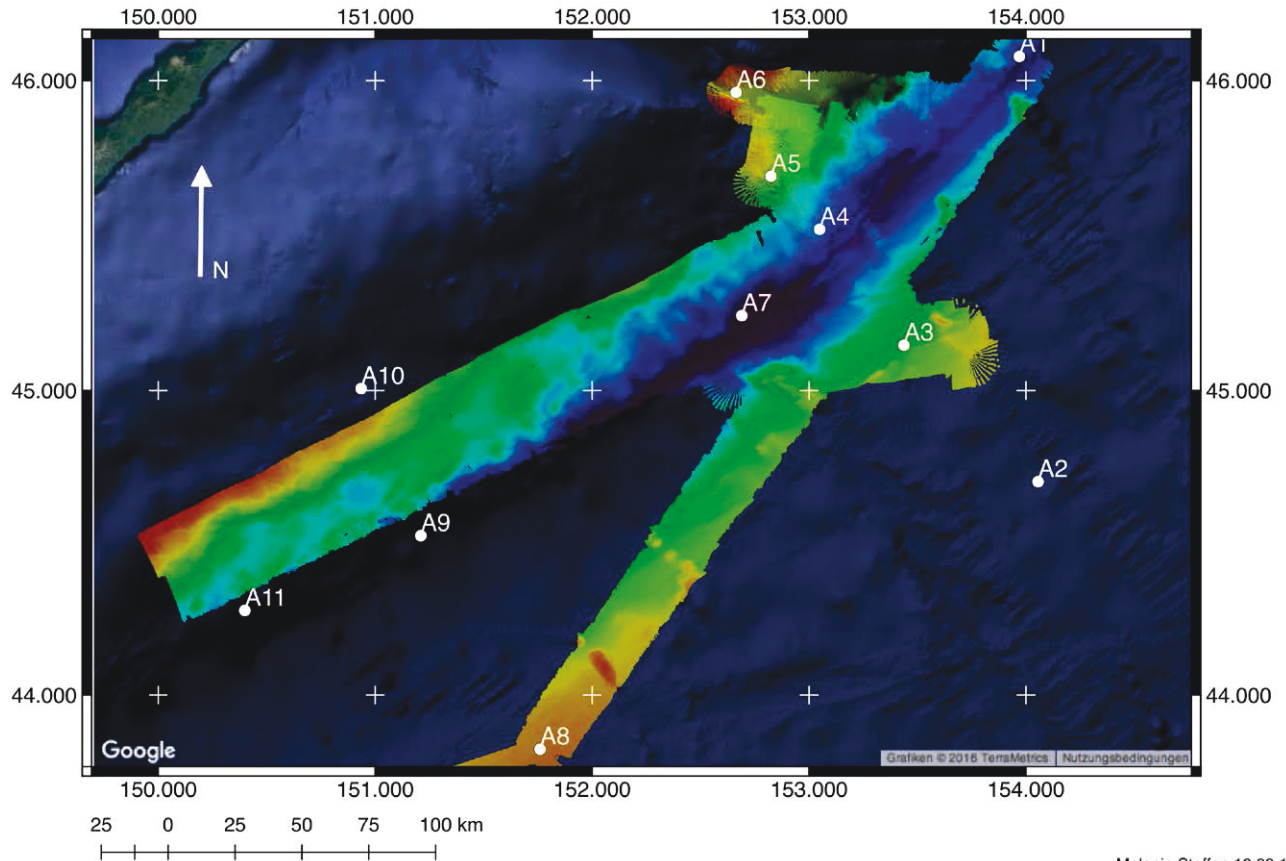 150.000 151.000 152.000 153.000 154.000
A1
46.000 46.000
A6
A5
A4
N
A7
A3
A10
45.000 45.000
A2
A9
A11
44.000 44.000
A8
Google
Grafiken © 2016 TerraMetrics Nutzungsbedingungen
150.000 151.000 152.000 153.000 154.000
25 0 25 50 75 100 km